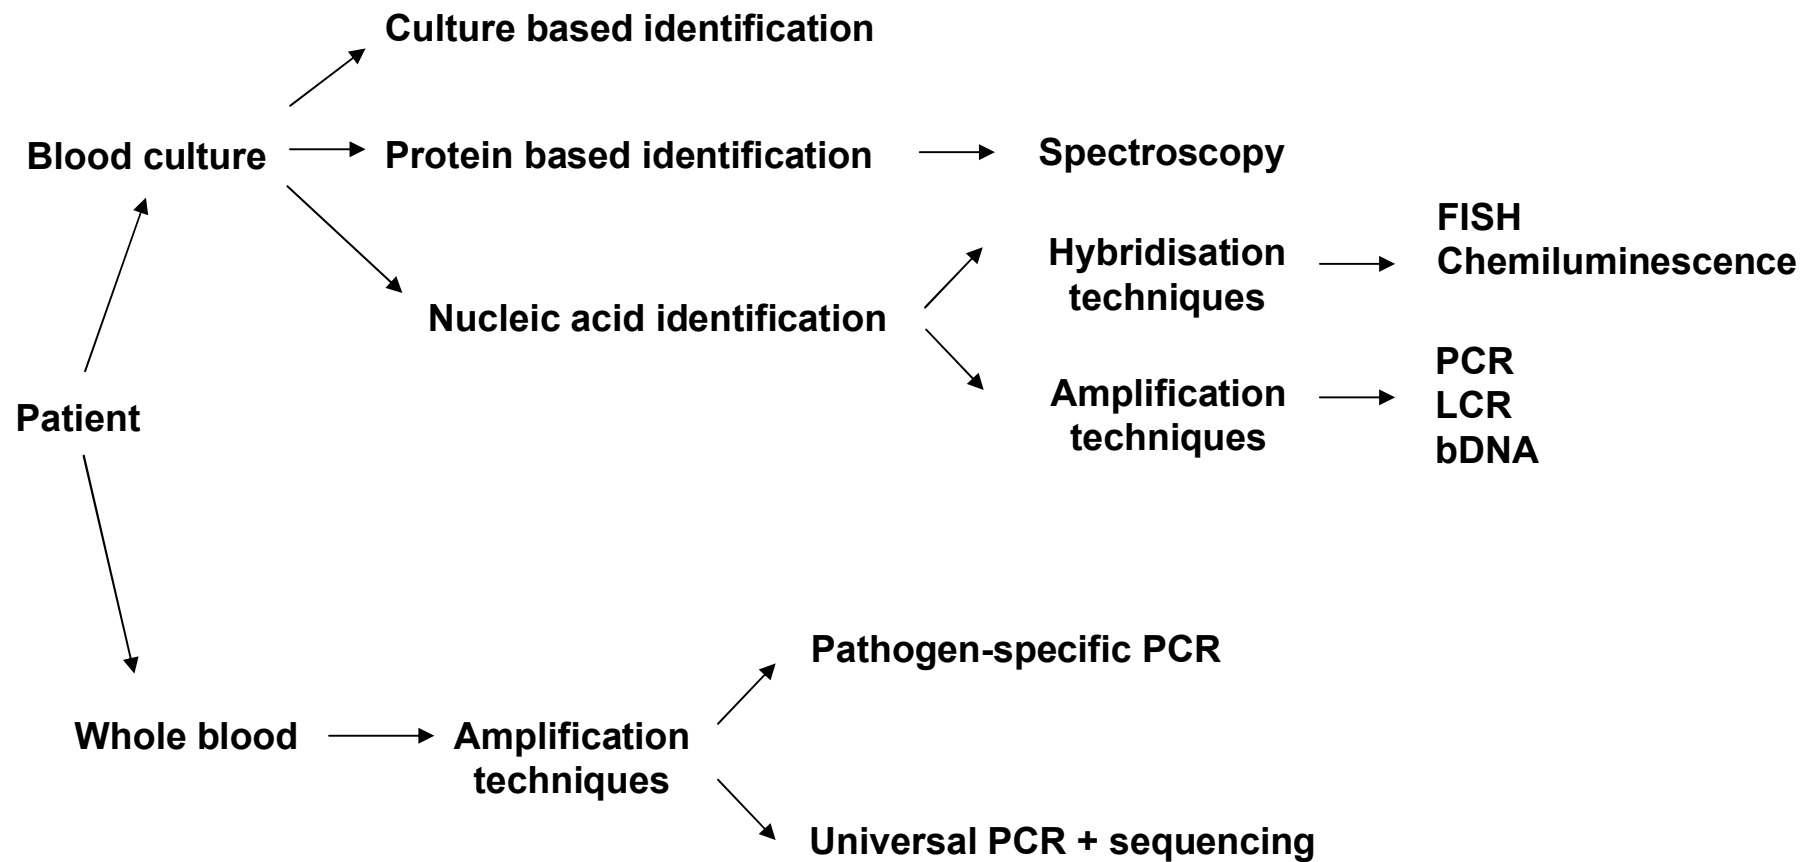 Culture based identification
Blood culture
Protein based identification
Spectroscopy
FISH
Chemiluminescence
Hybridisation
techniques
Nucleic acid identification
PCR
LCR
bDNA
Amplification
techniques
Patient
Pathogen-specific PCR
Whole blood
Amplification
techniques
Universal PCR + sequencing